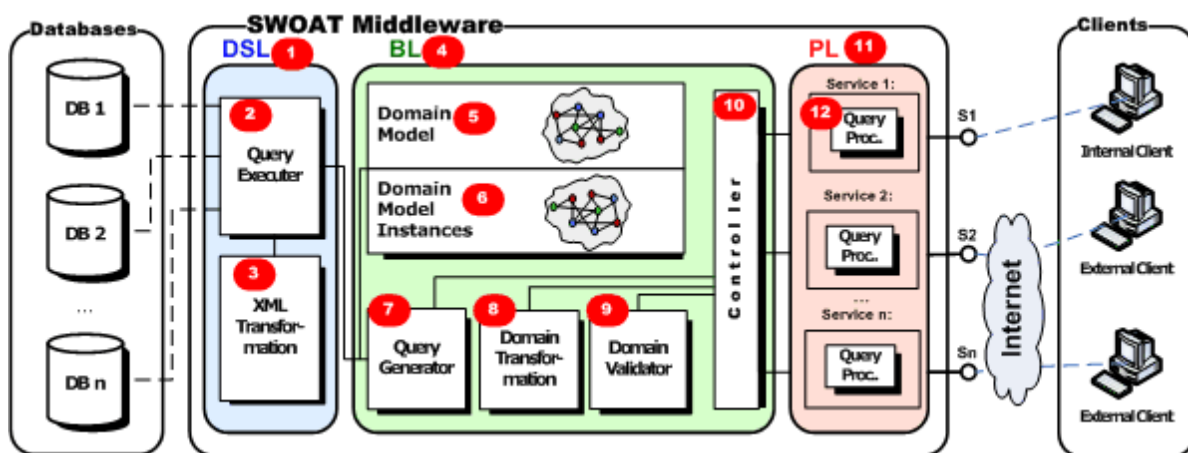 Databases
SWOAT Middleware
Clients
DSL 1
BL 4
PL 11
DB 1
DB 2
...
DB n
2
Query
Executer
3
XML
Transfor-
mation
Domain
Model
5
Domain
Model
Instances
6
7
Query
Generator
8
Domain
Transfor-
mation
9
Domain
Validator
10
Controller
Service 1:
12
Query
Proc..
Service 2:
Query
Proc..
...
Service n:
Query
Proc..
S1
S2
Sn
Internet
Internal Client
External Client
External Client